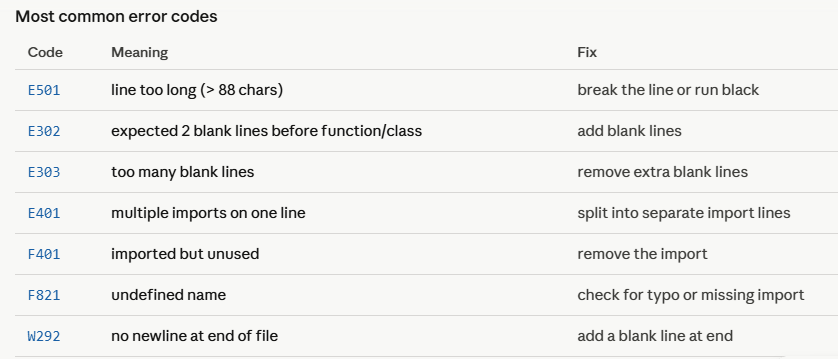 Most common error codes
Code Meaning Fix
E501 line too long (> 88 chars) break the line or run black
E302 expected 2 blank lines before function/class add blank lines
E303 too many blank lines remove extra blank lines
E401 multiple imports on one line split into separate import lines
F401 imported but unused remove the import
F821 undefined name check for typo or missing import
W292 no newline at end of file add a blank line at end